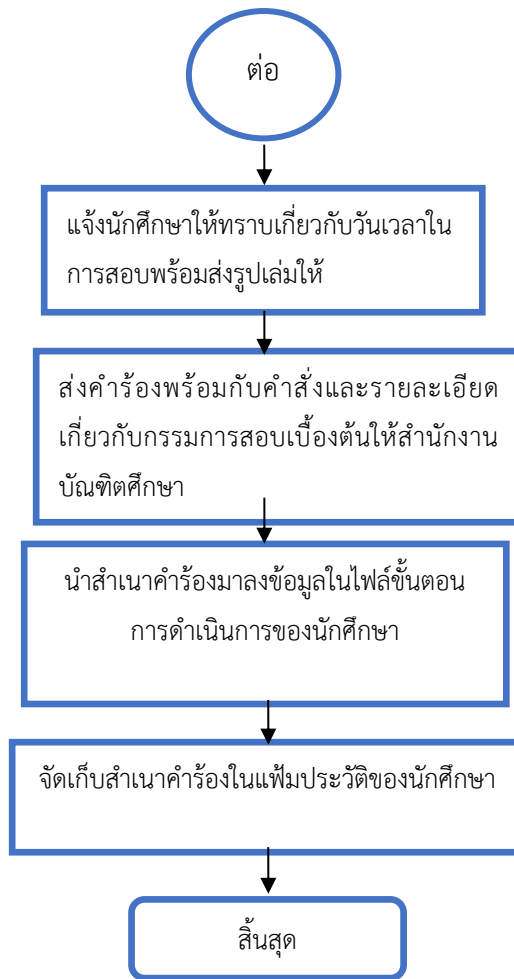 ต่อ
แจ้งนักศึกษาให้ทราบเกี่ยวกับวันเวลาใน
การสอบพร้อมส่งรูปเล่มให้
ส่งคำร้องพร้อมกับคำสั่งและรายละเอียด
เกี่ยวกับกรรมการสอบเบื้องต้นให้สำนักงาน
บัณฑิตศึกษา
นำสำเนาคำร้องมาลงข้อมูลในไฟล์ขั้นตอน
การดำเนินการของนักศึกษา
จัดเก็บสำเนาคำร้องในแฟ้มประวัติของนักศึกษา
สิ้นสุด